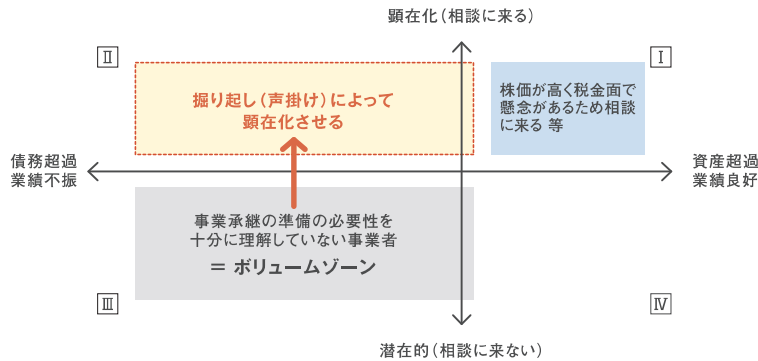 顕在化（相談に来る）
Ⅱ
Ⅰ
掘り起し（声掛け）によって
顕在化させる
株価が高く税金面で
懸念があるため相談
に来る 等
債務超過
業績不振
資産超過
業績良好
事業承継の準備の必要性を
十分に理解していない事業者
＝ ボリュームゾーン
Ⅲ
Ⅳ
潜在的（相談に来ない）